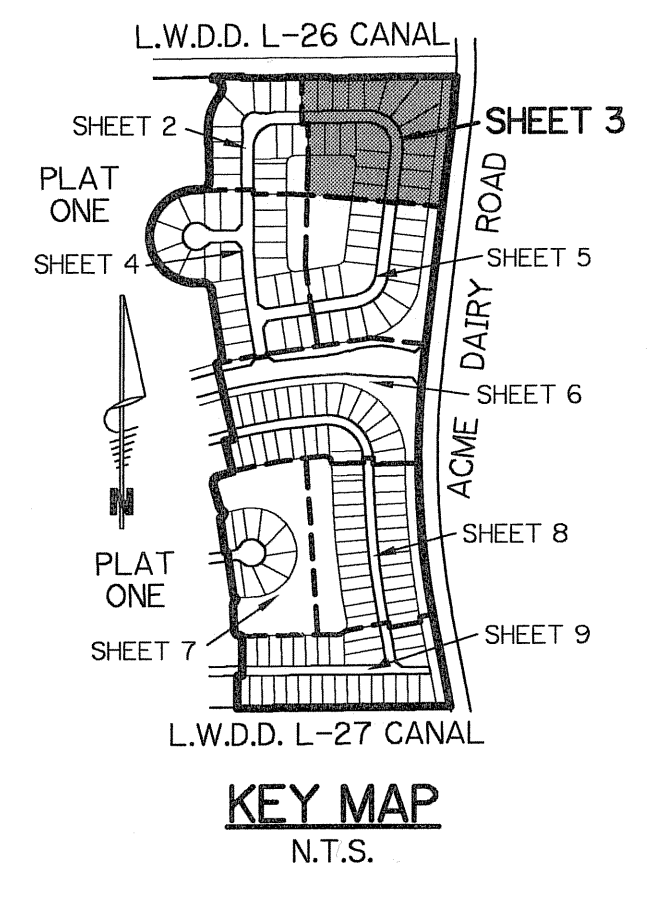 L.W.D.D. L-26 CANAL
SHEET 2
SHEET 3
PLAT
ONE
ACME DAIRY ROAD
SHEET 4
SHEET 5
SHEET 6
N
SHEET 8
PLAT
ONE
SHEET 7
SHEET 9
L.W.D.D. L-27 CANAL
KEY MAP
N.T.S.